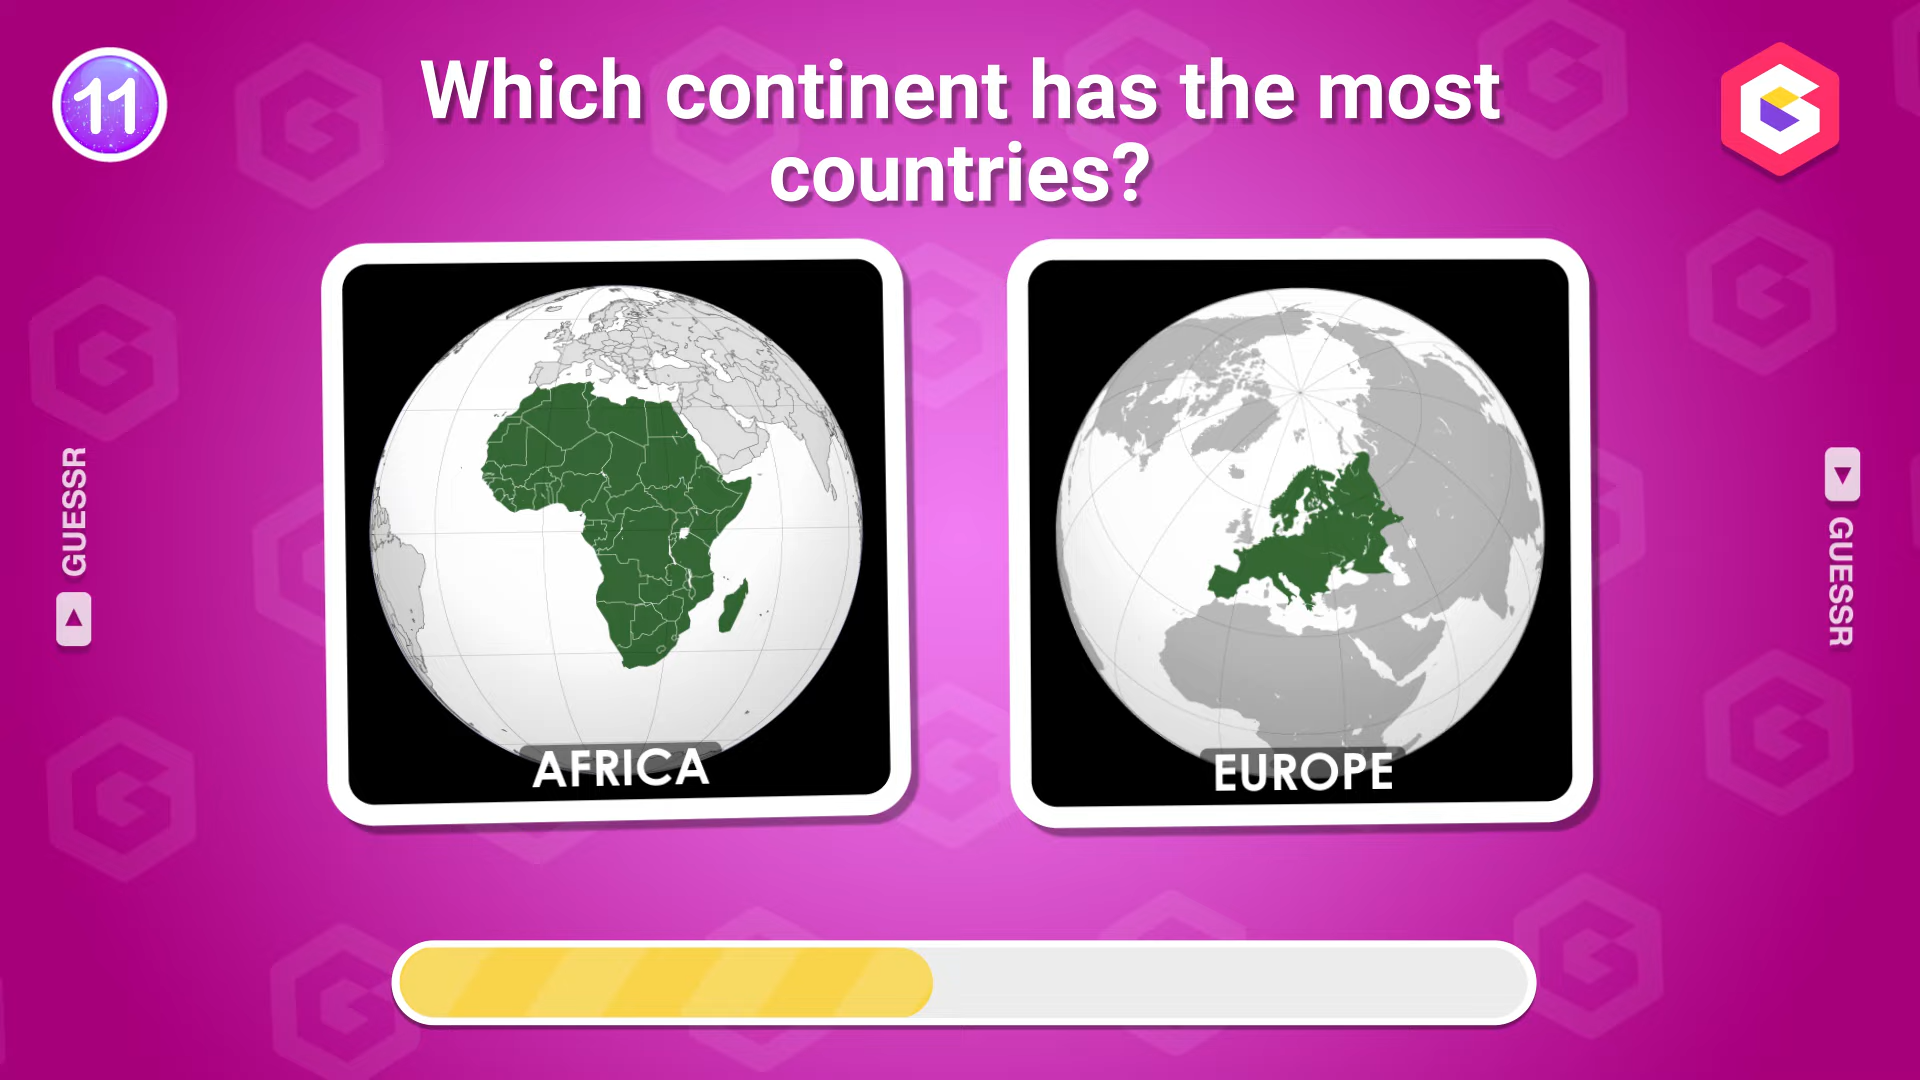 11
Which continent has the most
countries?
GUESSR
GUESSR
AFRICA
EUROPE